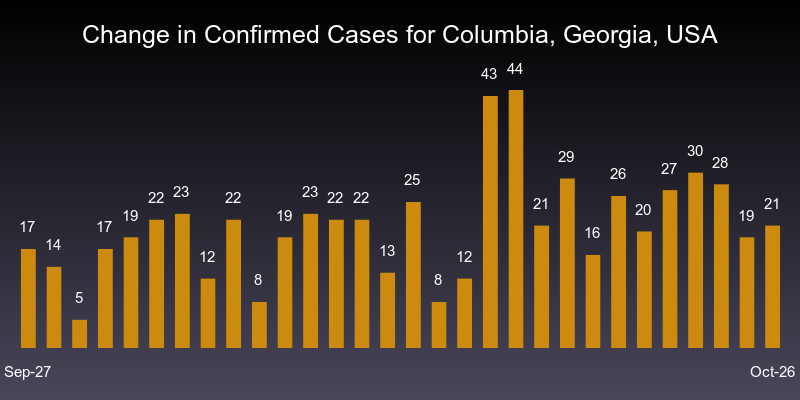 Change in Confirmed Cases for Columbia, Georgia, USA
17 14 5 17 19 22 23 12 22 8 19 23 22 22 13 25 8 12 43 44 21 29 16 26 20 27 30 28 19 21
Sep-27 Oct-26